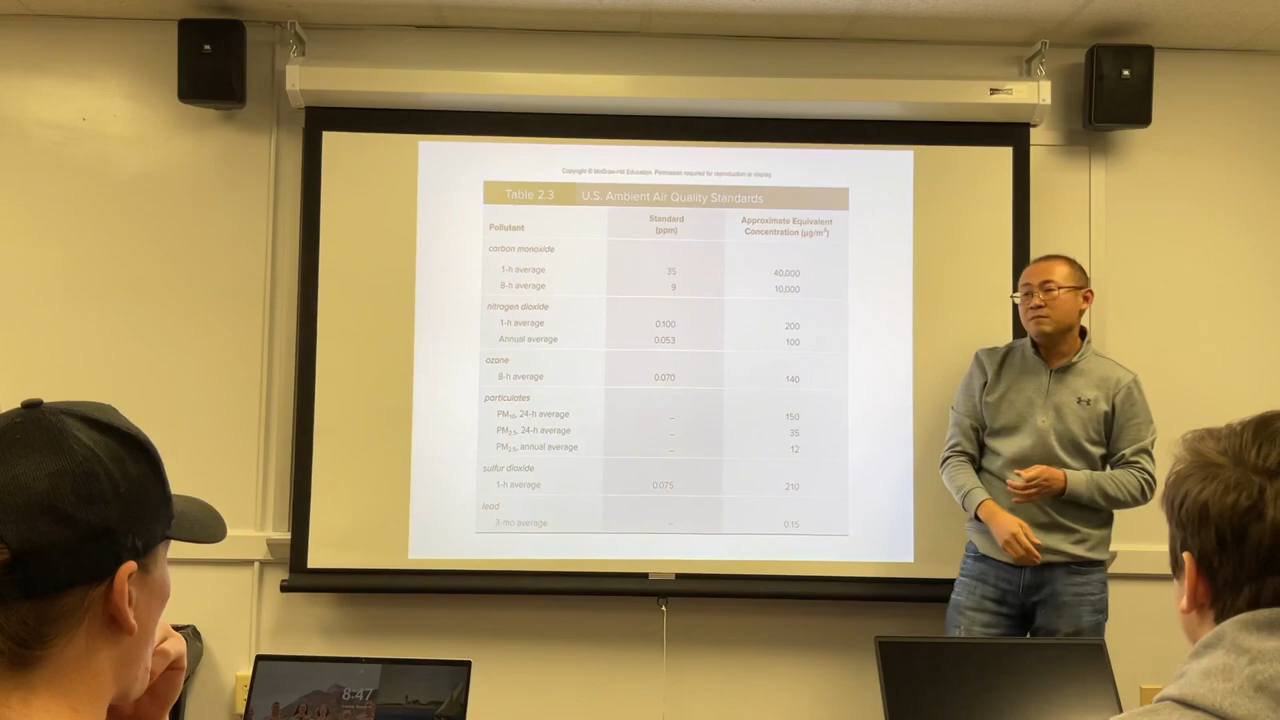 JBL
JBL
Copyright © McGraw-Hill Education. Permission required for reproduction or display.
Table 2.3 U.S. Ambient Air Quality Standards
Pollutant Standard (ppm) Approximate Equivalent Concentration (µg/m³)
carbon monoxide
1-h average 35 40,000
8-h average 9 10,000
nitrogen dioxide
1-h average 0.100 200
Annual average 0.053 100
ozone
8-h average 0.070 140
particulates
PM₁₀, 24-h average – 150
PM₂.₅, 24-h average – 35
PM₂.₅, annual average – 12
sulfur dioxide
1-h average 0.075 210
lead
3-mo average – 0.15
8:47